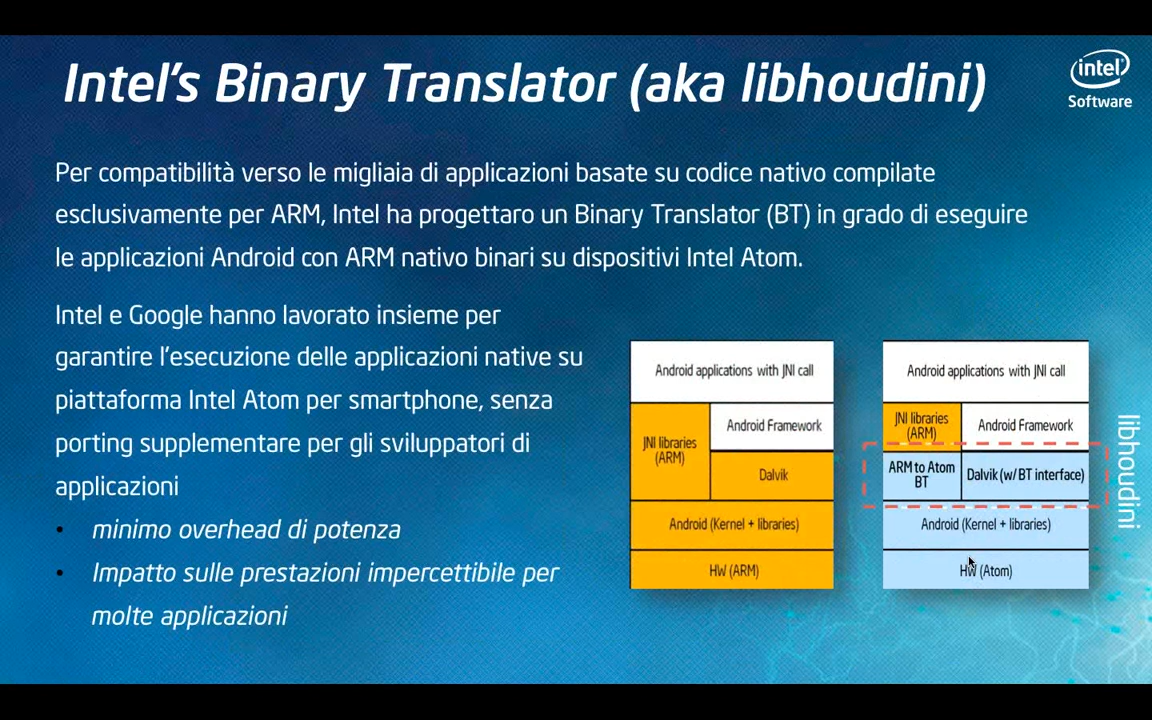 Intel's Binary Translator (aka libhoudini)
intel
Software
Per compatibilità verso le migliaia di applicazioni basate su codice nativo compilate
esclusivamente per ARM, Intel ha progettaro un Binary Translator (BT) in grado di eseguire
le applicazioni Android con ARM nativo binari su dispositivi Intel Atom.
Intel e Google hanno lavorato insieme per
garantire l'esecuzione delle applicazioni native su
piattaforma Intel Atom per smartphone, senza
porting supplementare per gli sviluppatori di
applicazioni
• minimo overhead di potenza
• Impatto sulle prestazioni impercettibile per
molte applicazioni
Android applications with JNI call
JNI libraries
(ARM)
Android Framework
Dalvik
Android (Kernel + libraries)
HW (ARM)
Android applications with JNI call
JNI libraries
(ARM)
Android Framework
ARM to Atom
BT
Dalvik (w/ BT interface)
Android (Kernel + libraries)
HW (Atom)
libhoudini